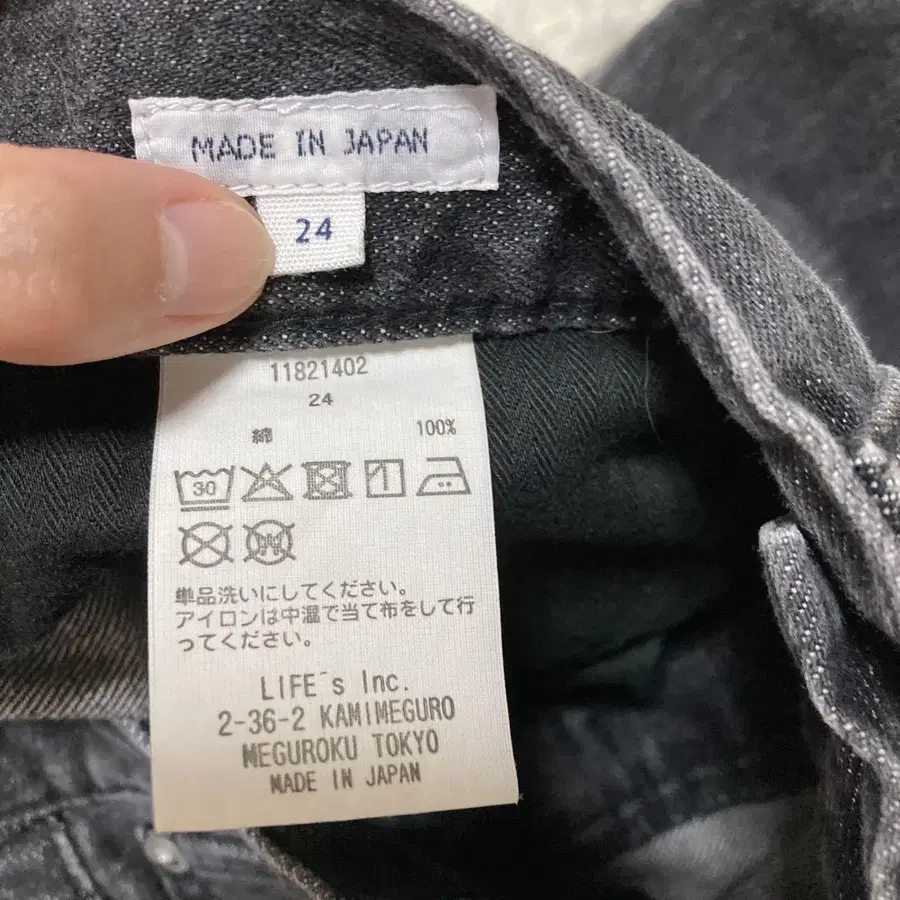 MADE IN JAPAN
24
11821402
24
綿 100%
30
単品洗いにしてください。
アイロンは中温で当て布をして行
ってください。
LIFE´s Inc.
2-36-2 KAMIMEGURO
MEGUROKU TOKYO
MADE IN JAPAN